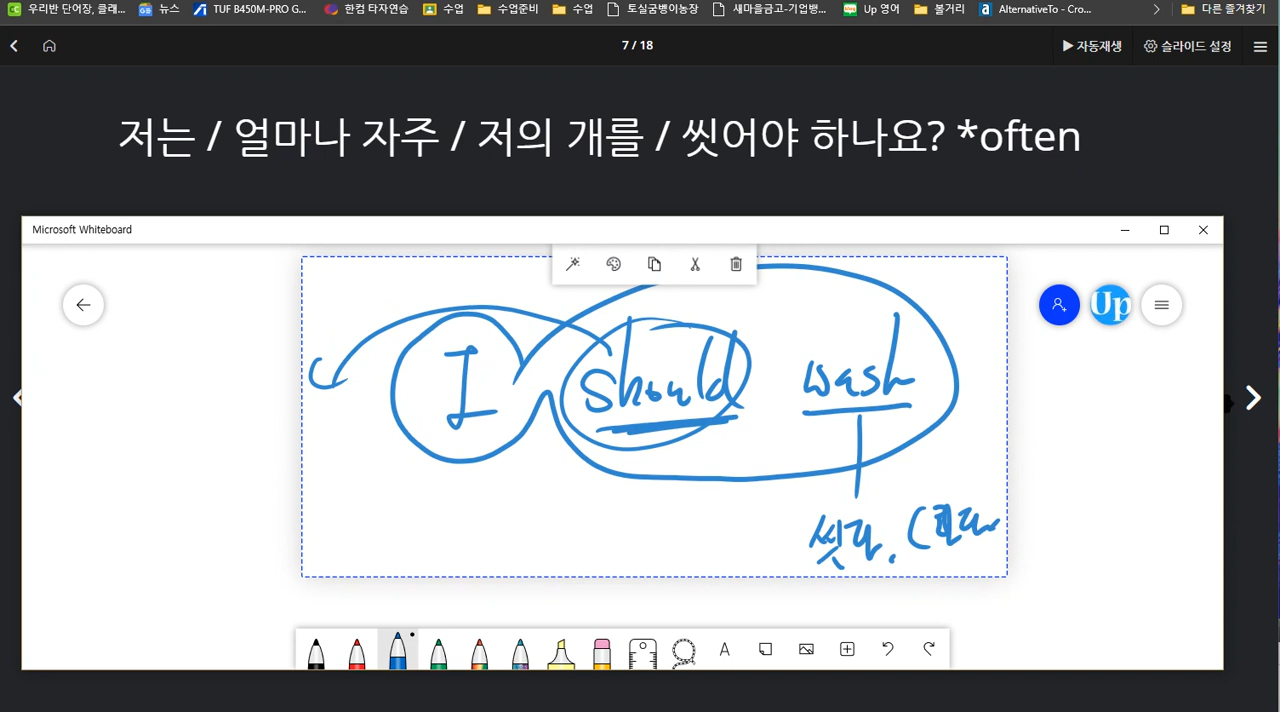 우리반 단어장, 클래... 뉴스 TUF B450M-PRO G... 한컴 타자연습 수업 수업준비 수업 토실굼벵이농장 새마을금고-기업뱅... Up 영어 볼거리 AlternativeTo - Cro... 다른 즐겨찾기
7 / 18 자동재생 슬라이드 설정
저는 / 얼마나 자주 / 저의 개를 / 씻어야 하나요? *often
Microsoft Whiteboard
Up
I should wash
씻다.